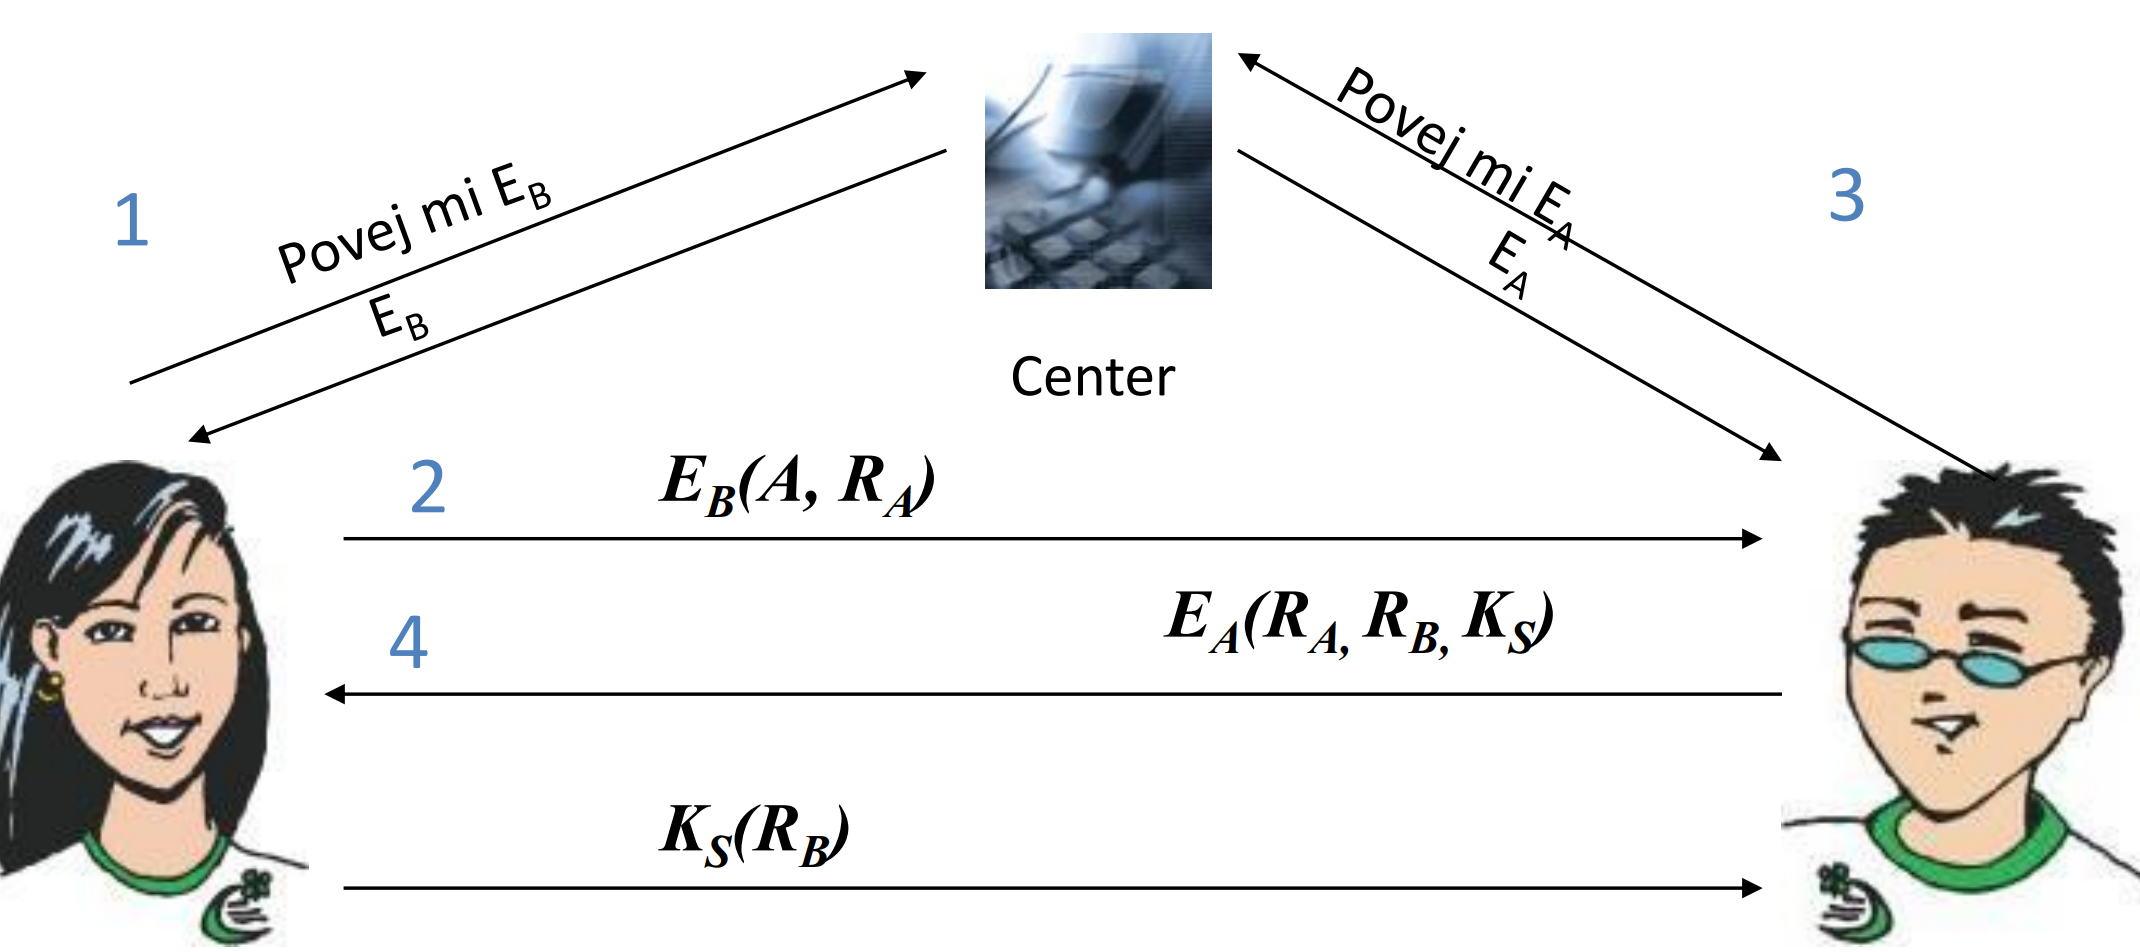 1
Povej mi E_B
E_B
Povej mi E_A
E_A
3
Center
2
E_B(A, R_A)
4
E_A(R_A, R_B, K_S)
K_S(R_B)